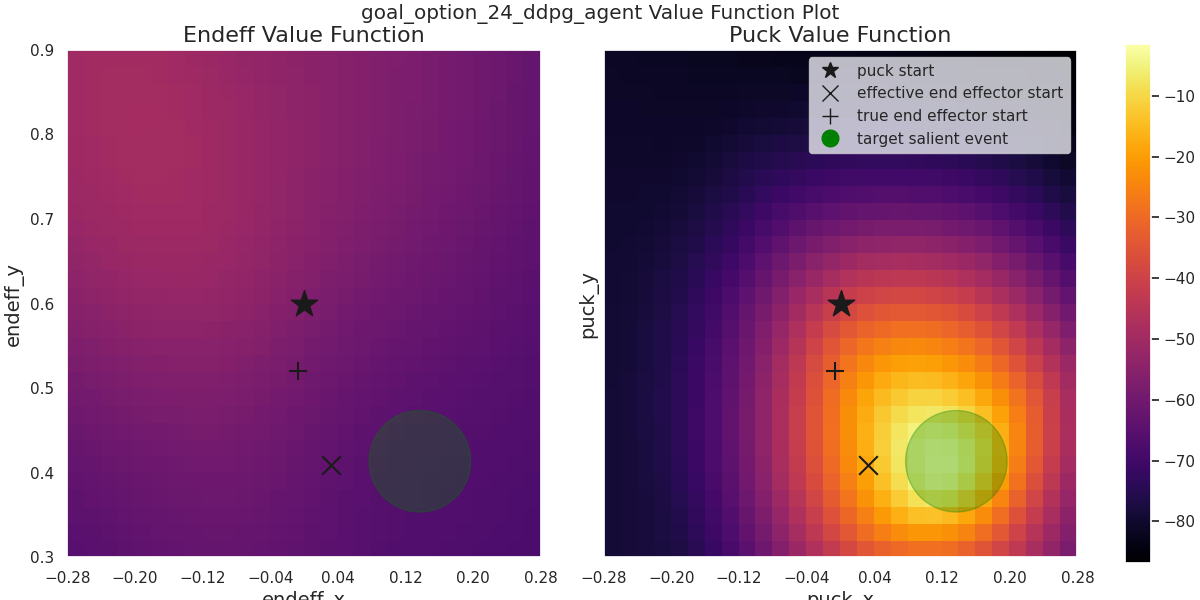 goal_option_24_ddpg_agent Value Function Plot
Endeff Value Function
endeff_y
0.9
0.8
0.7
0.6
0.5
0.4
0.3
−0.28 −0.20 −0.12 −0.04 0.04 0.12 0.20 0.28
endeff_x
Puck Value Function
puck_y
puck start
effective end effector start
true end effector start
target salient event
−0.28 −0.20 −0.12 −0.04 0.04 0.12 0.20 0.28
puck_x
−10
−20
−30
−40
−50
−60
−70
−80